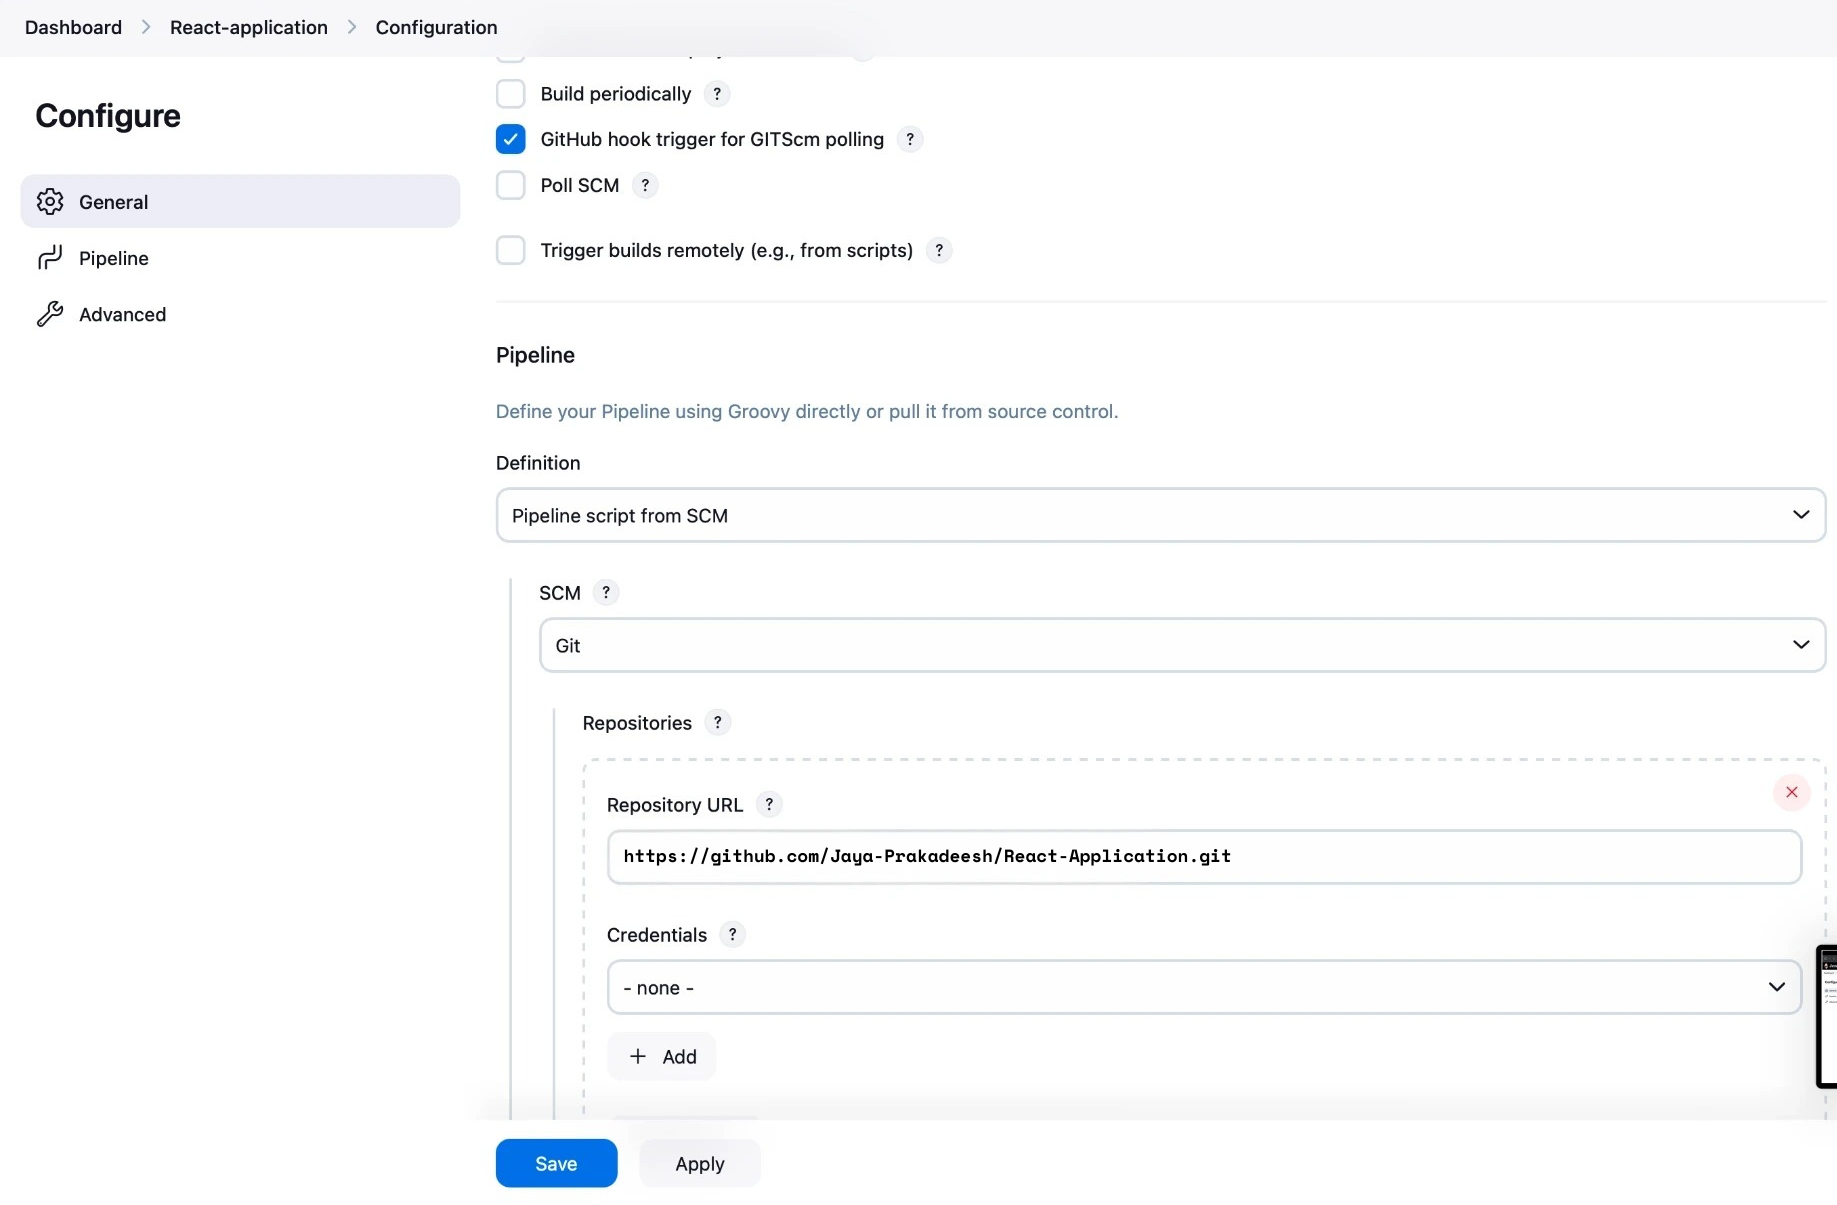 Dashboard > React-application > Configuration
Configure
General
Pipeline
Advanced
Build periodically ?
GitHub hook trigger for GITScm polling ?
Poll SCM ?
Trigger builds remotely (e.g., from scripts) ?
Pipeline
Define your Pipeline using Groovy directly or pull it from source control.
Definition
Pipeline script from SCM
SCM ?
Git
Repositories ?
Repository URL ?
https://github.com/Jaya-Prakadeesh/React-Application.git
Credentials ?
- none -
+ Add
Save
Apply